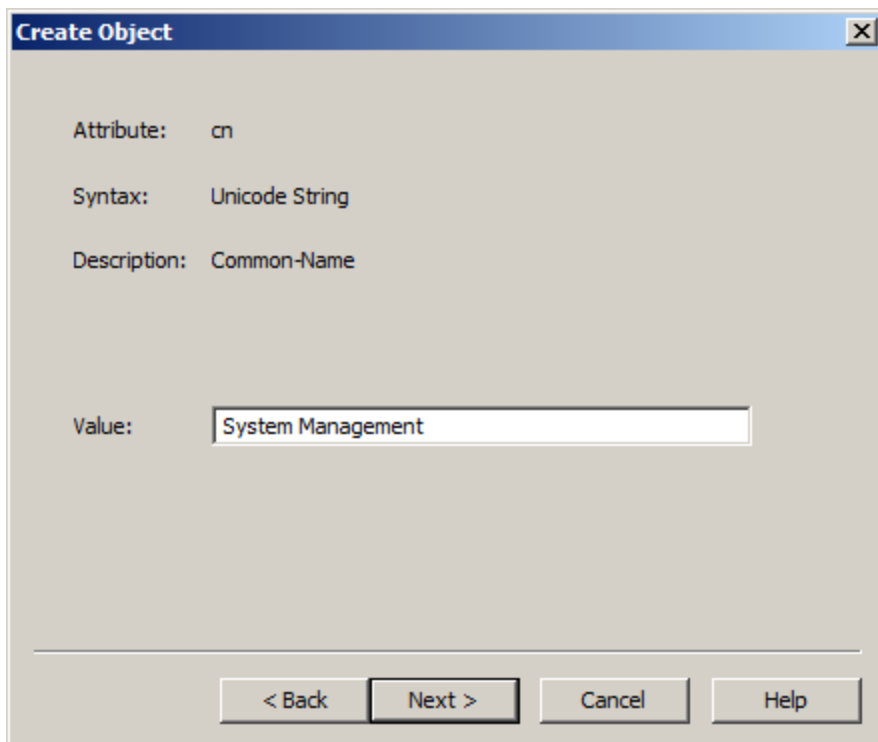 Create Object
Attribute: cn
Syntax: Unicode String
Description: Common-Name
Value: System Management
< Back Next > Cancel Help